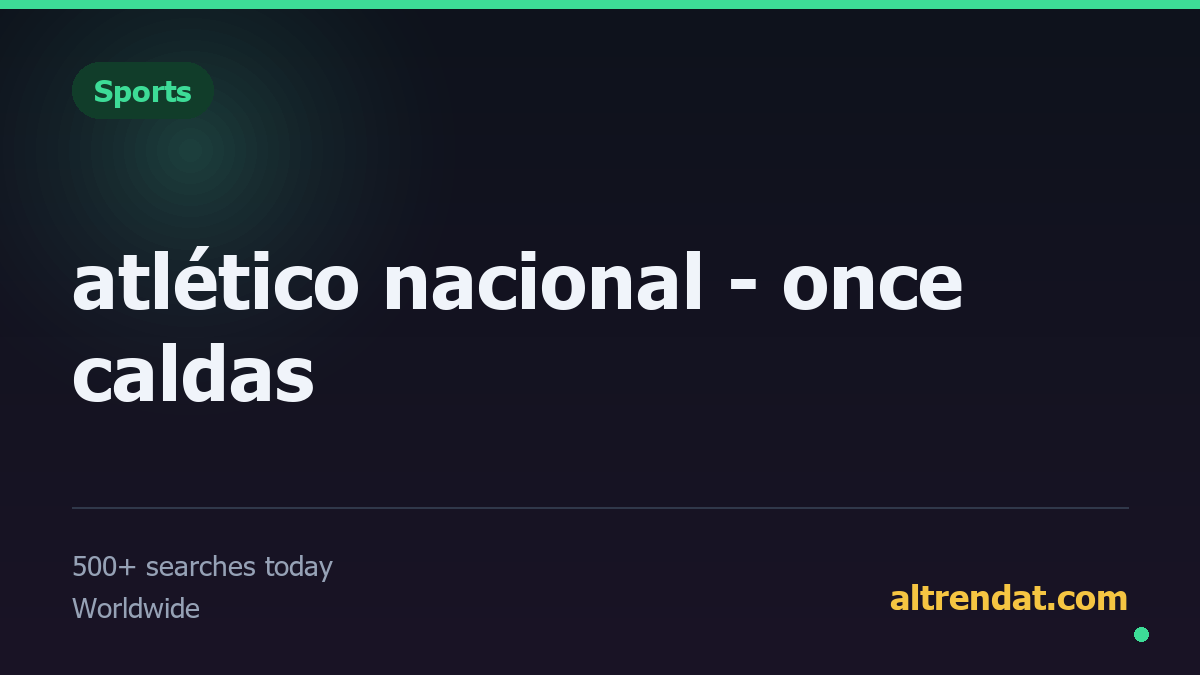 Sports
atlético nacional - once
caldas
500+ searches today
Worldwide
altrendat.com